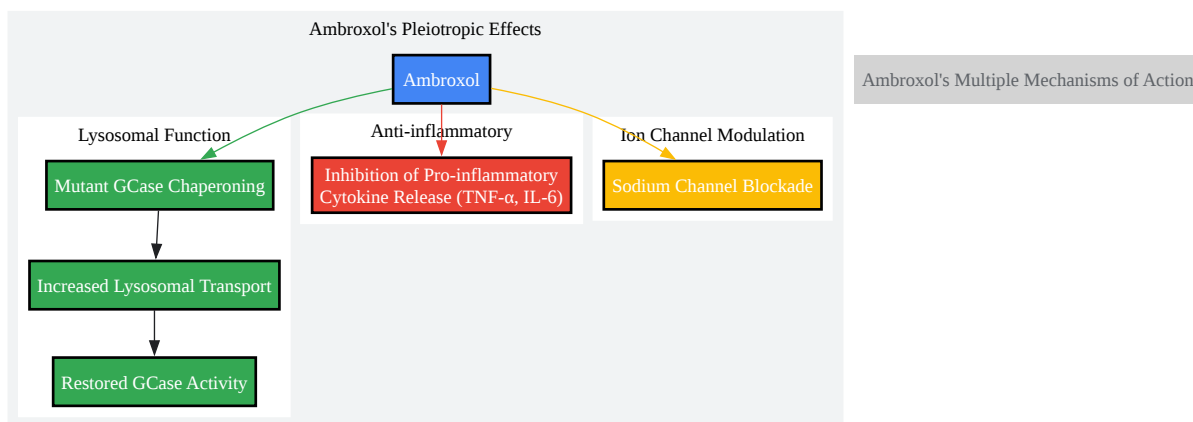 Ambroxol's Pleiotropic Effects
Ambroxol
Ambroxol's Multiple Mechanisms of Action
Lysosomal Function
Mutant GCase Chaperoning
Increased Lysosomal Transport
Restored GCase Activity
Anti-inflammatory
Inhibition of Pro-inflammatory
Cytokine Release (TNF-α, IL-6)
Ion Channel Modulation
Sodium Channel Blockade